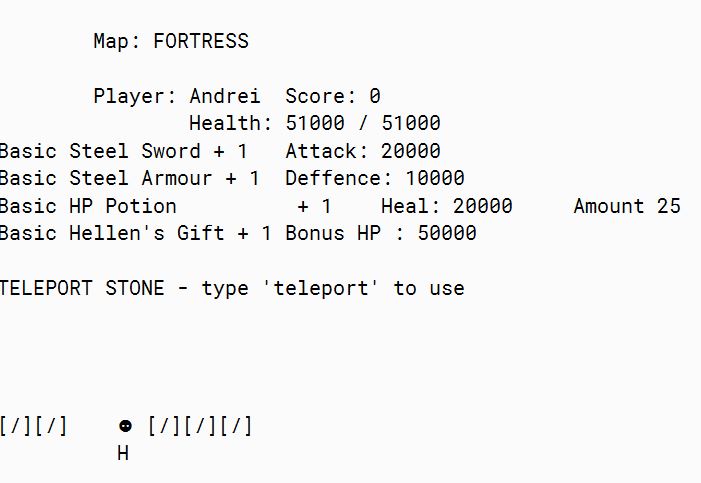 Map: FORTRESS
Player: Andrei  Score: 0
Health: 51000 / 51000
Basic Steel Sword + 1   Attack: 20000
Basic Steel Armour + 1  Deffence: 10000
Basic HP Potion          + 1    Heal: 20000     Amount 25
Basic Hellen's Gift + 1 Bonus HP : 50000
TELEPORT STONE - type 'teleport' to use
[/][/]    ☻ [/][/][/]
H